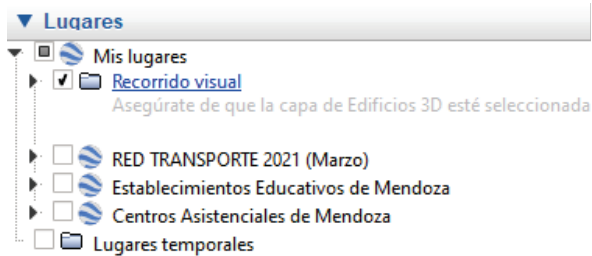 Lugares
Mis lugares
Recorrido visual
Asegúrate de que la capa de Edificios 3D esté seleccionada
RED TRANSPORTE 2021 (Marzo)
Establecimientos Educativos de Mendoza
Centros Asistenciales de Mendoza
Lugares temporales